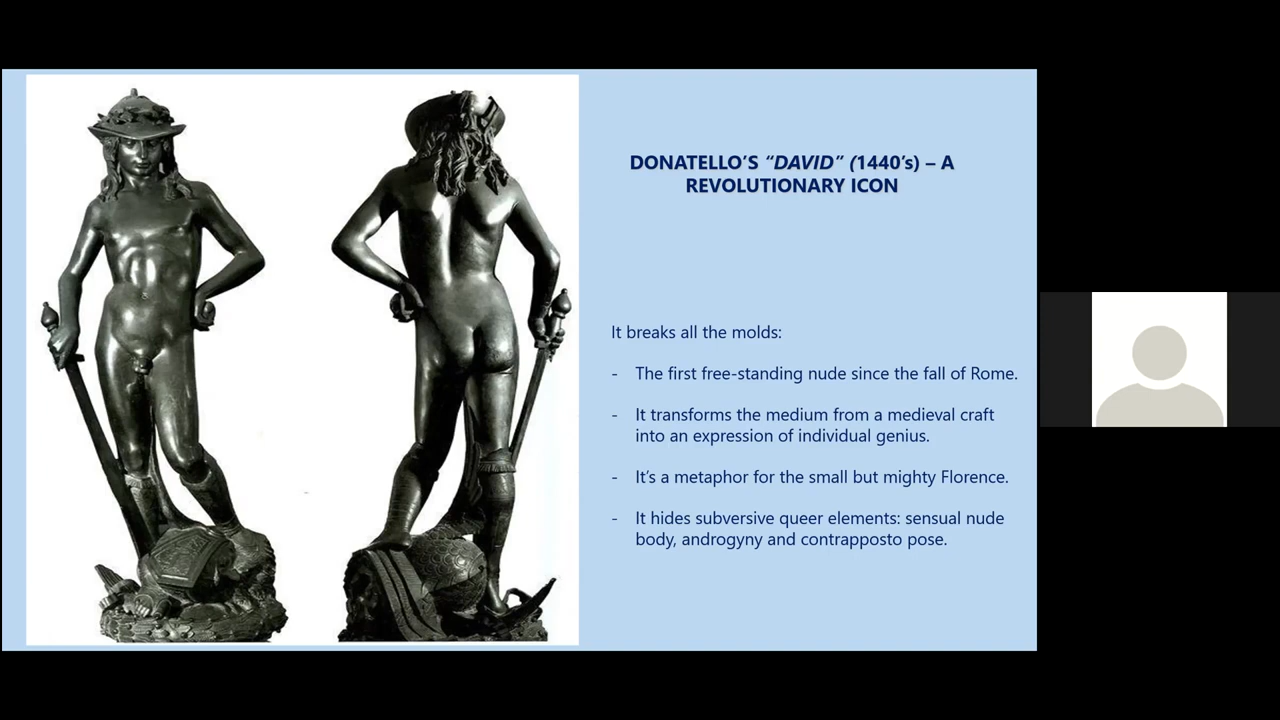 DONATELLO'S “DAVID” (1440's) – A
REVOLUTIONARY ICON
It breaks all the molds:
- The first free-standing nude since the fall of Rome.
- It transforms the medium from a medieval craft
into an expression of individual genius.
- It's a metaphor for the small but mighty Florence.
- It hides subversive queer elements: sensual nude
body, androgyny and contrapposto pose.